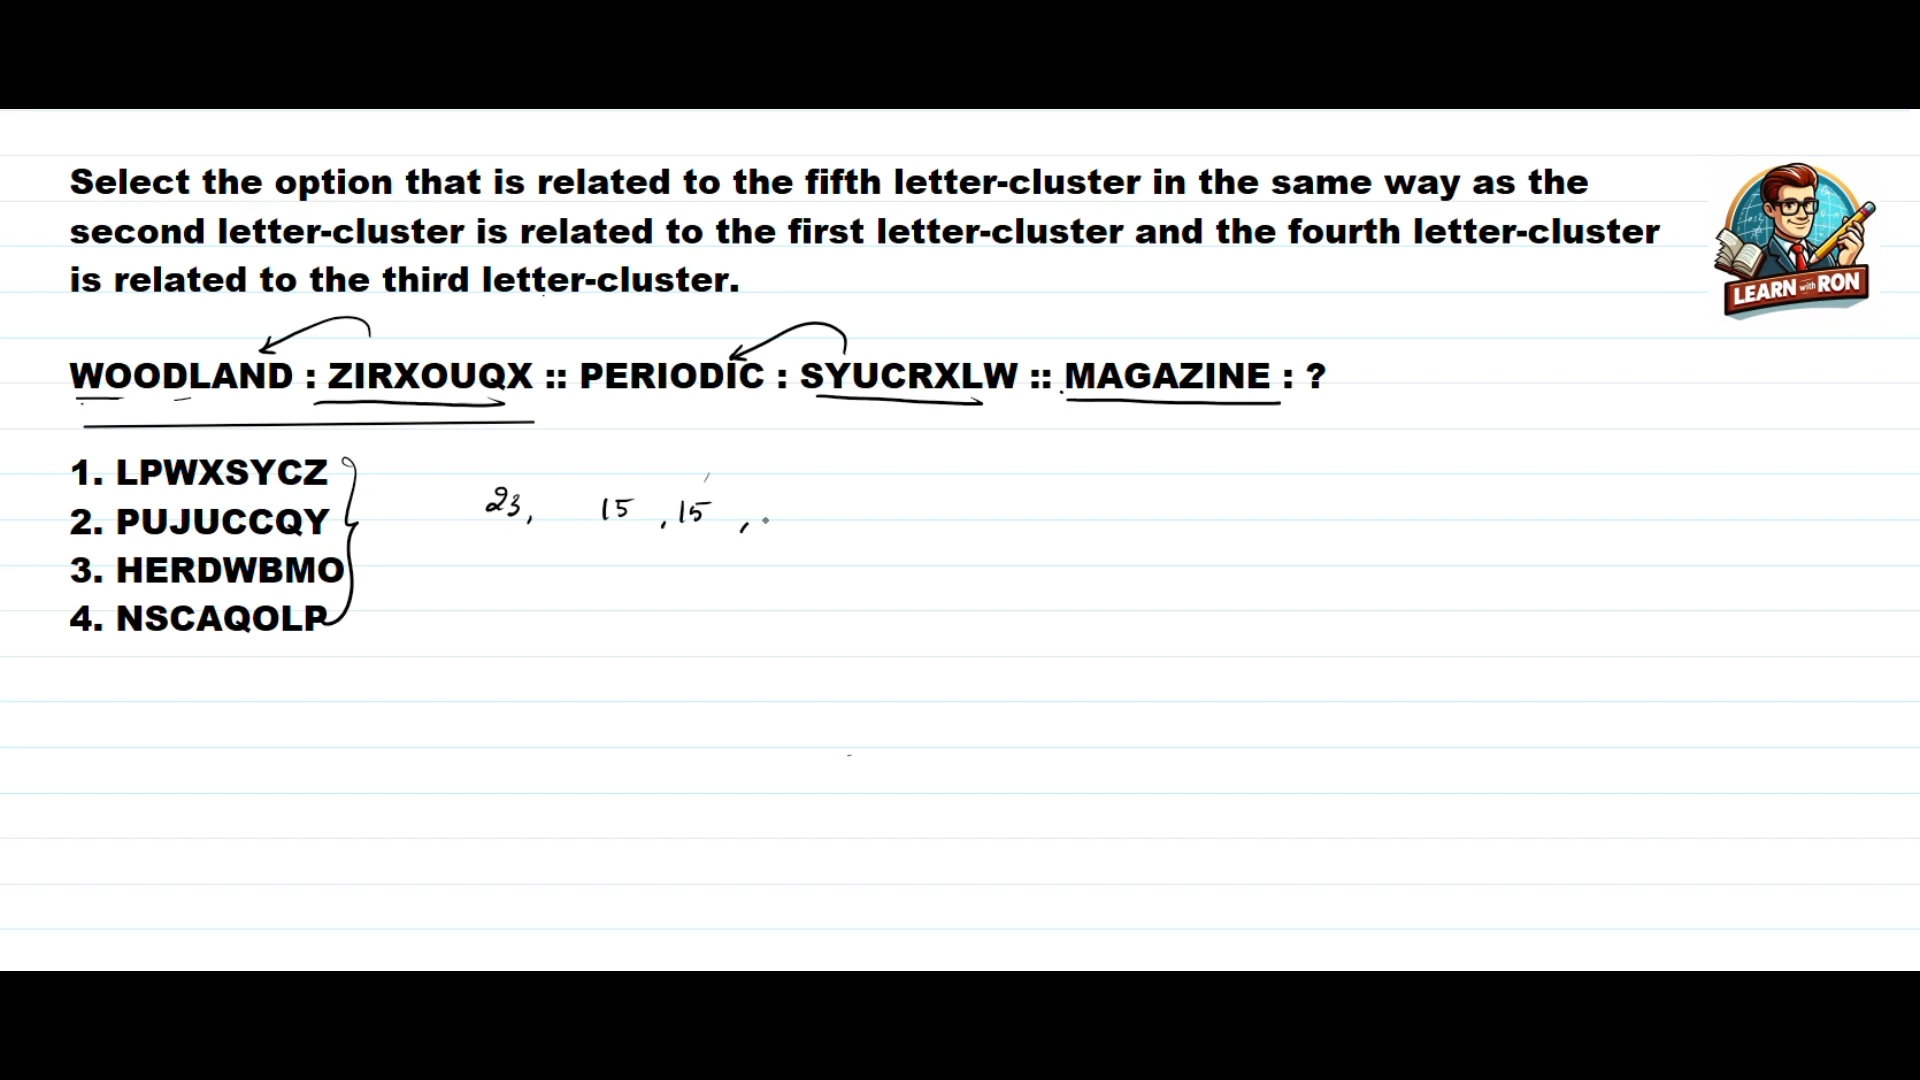 Select the option that is related to the fifth letter-cluster in the same way as the
second letter-cluster is related to the first letter-cluster and the fourth letter-cluster
is related to the third letter-cluster.
LEARN with RON
WOODLAND : ZIRXOUQX :: PERIODIC : SYUCRXLW :: MAGAZINE : ?
1. LPWXSYCZ
2. PUJUCCQY
3. HERDWBMO
4. NSCAQOLP
23, 15 , 15 ,